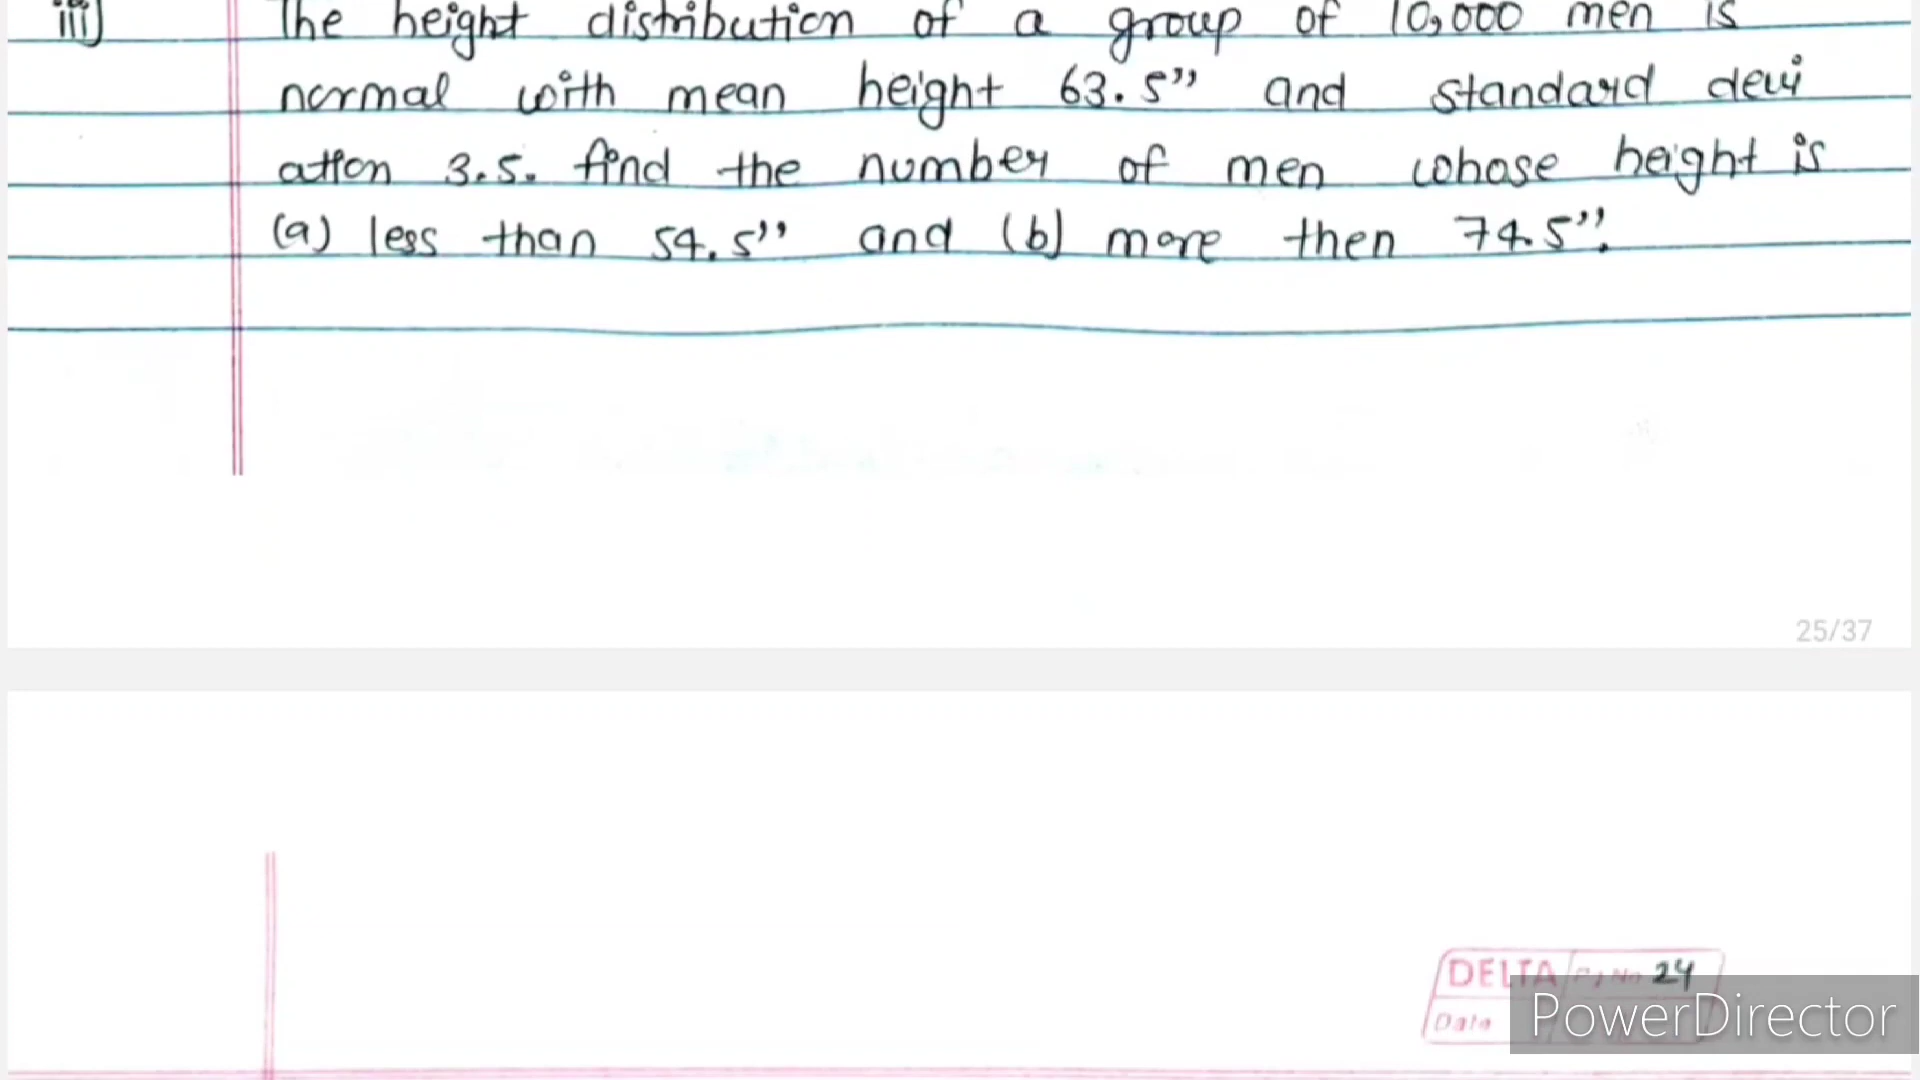 iii) The height distribution of a group of 10,000 men is
normal with mean height 63.5" and standard devi
ation 3.5. find the number of men whose height is
(a) less than 54.5" and (b) more then 74.5".
25/37
DELTA P, No 24
Date
PowerDirector